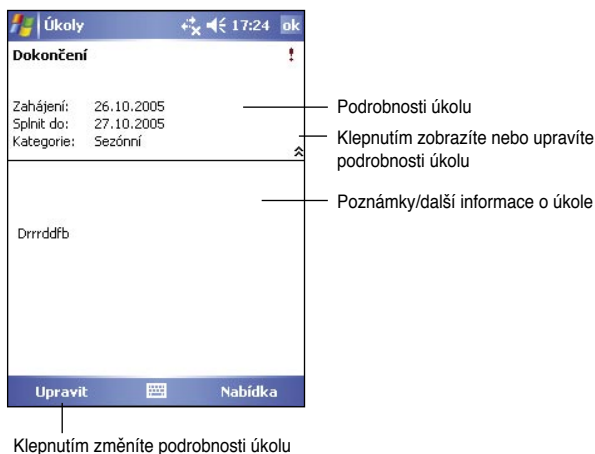 Úkoly 17:24 ok
Dokončení
Zahájení: 26.10.2005
Splnit do: 27.10.2005
Kategorie: Sezónní
Drrrddfb
Upravit Nabídka
Podrobnosti úkolu
Klepnutím zobrazíte nebo upravíte
podrobnosti úkolu
Poznámky/další informace o úkole
Klepnutím změníte podrobnosti úkolu